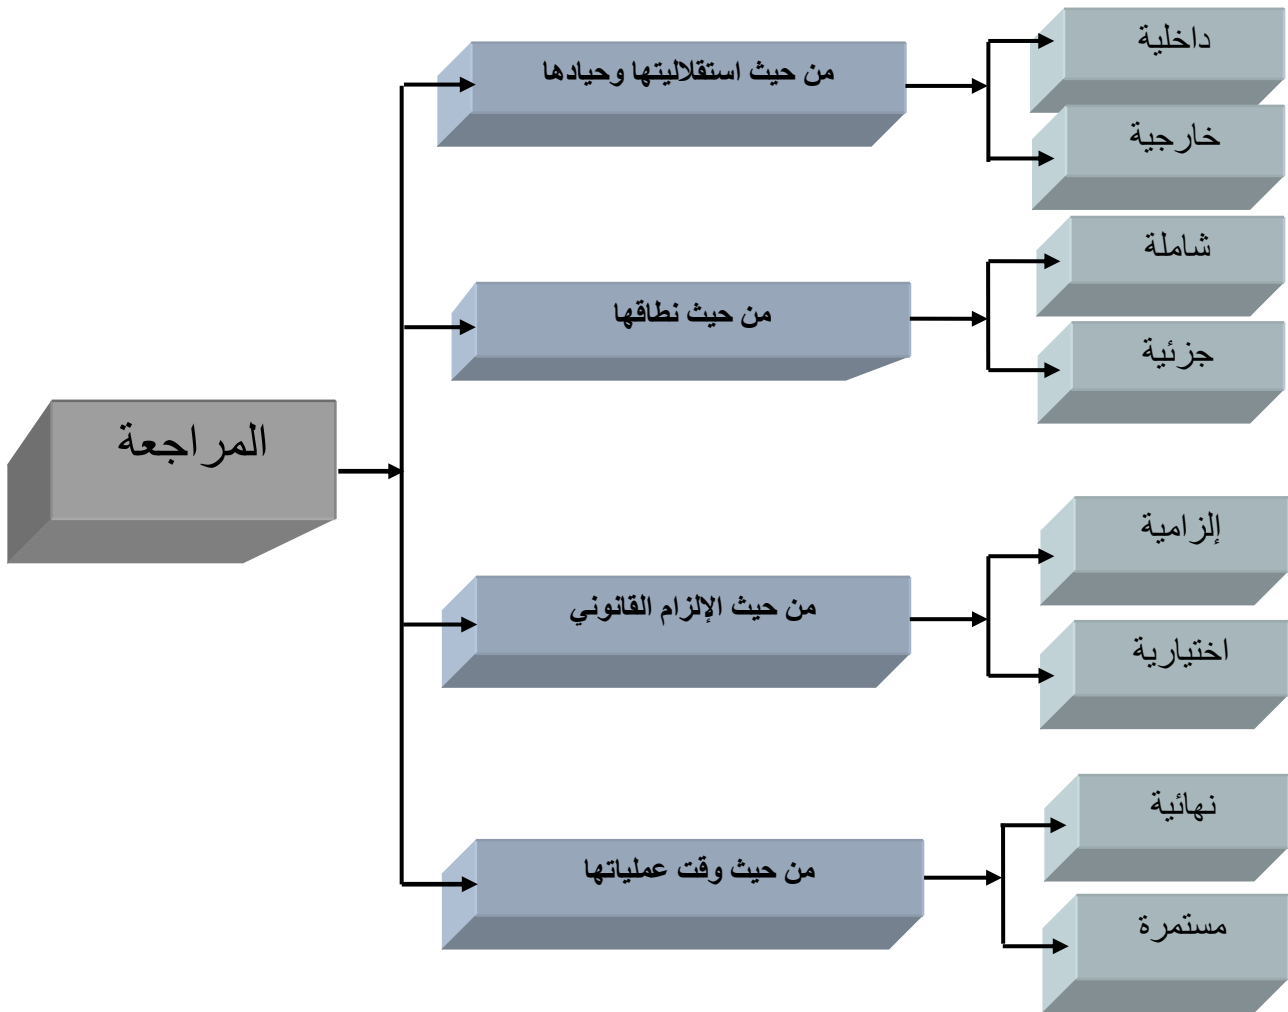 المراجعة
من حيث استقلاليتها وحيادها
داخلية
خارجية
من حيث نطاقها
شاملة
جزئية
من حيث الإلزام القانوني
إلزامية
اختيارية
من حيث وقت عملياتها
نهائية
مستمرة